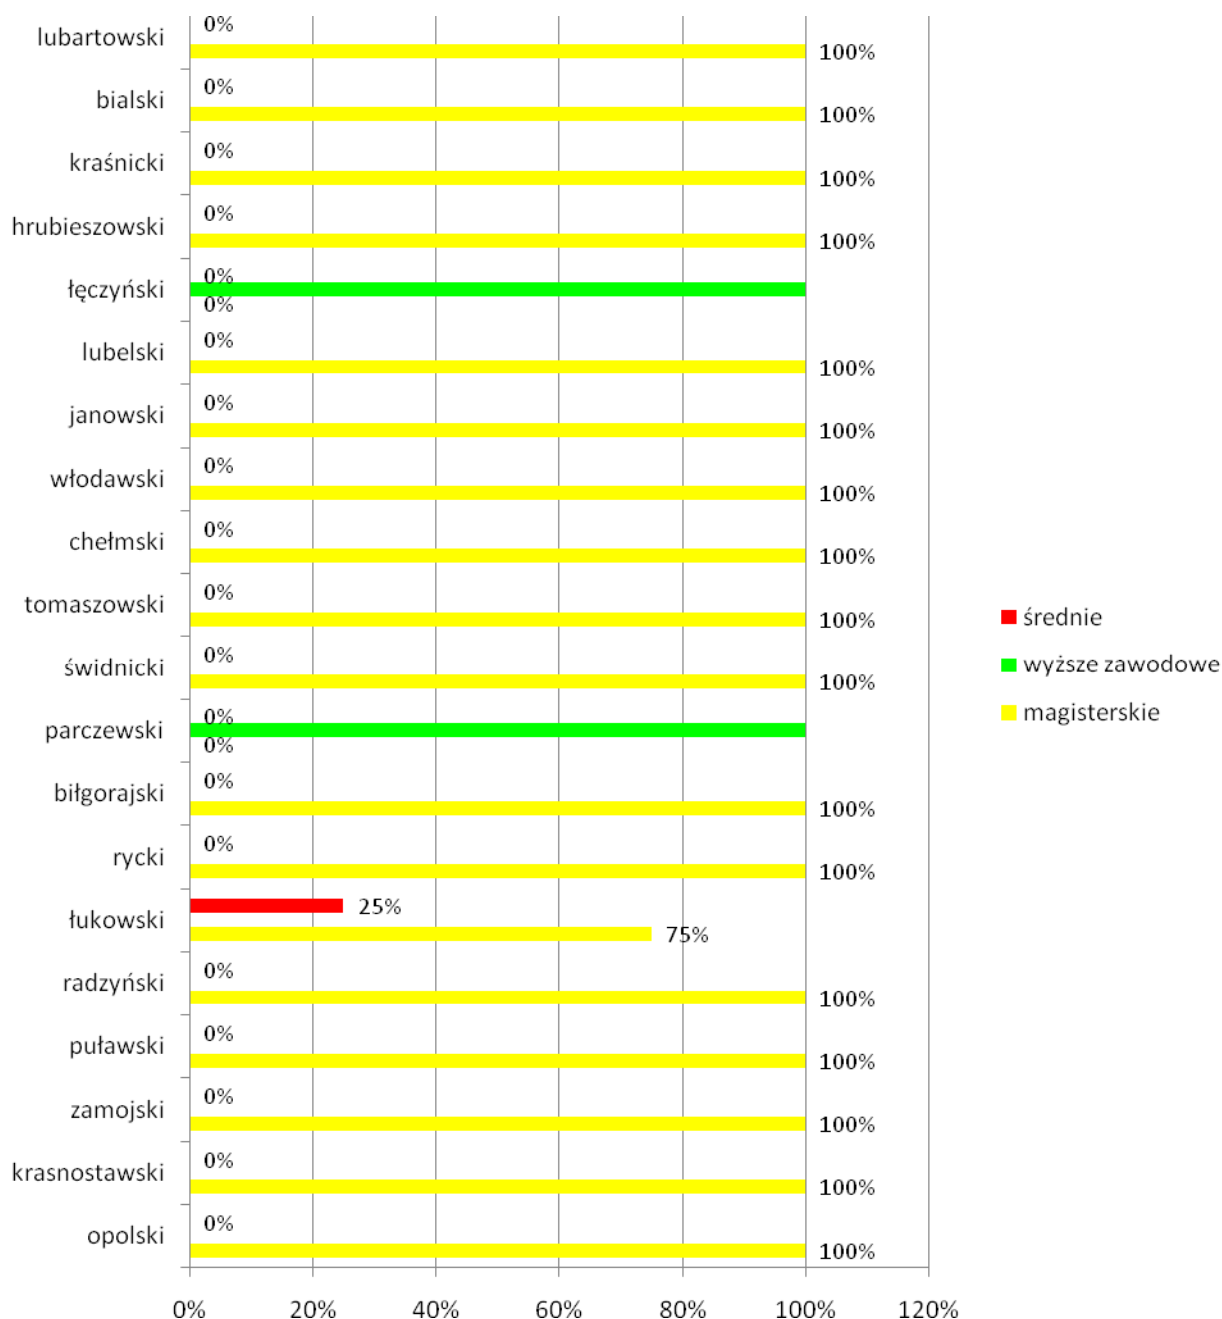 lubartowski 0%
100%
bialski 0%
100%
kraśnicki 0%
100%
hrubieszowski 0%
100%
łęczyński 0%
0%
lubelski 0%
100%
janowski 0%
100%
włodawski 0%
100%
chełmski 0%
100%
tomaszowski 0%
100%
świdnicki 0%
100%
parczewski 0%
0%
biłgorajski 0%
100%
rycki 0%
100%
łukowski 25%
75%
radzyński 0%
100%
puławski 0%
100%
zamojski 0%
100%
krasnostawski 0%
100%
opolski 0%
100%
0% 20% 40% 60% 80% 100% 120%
średnie
wyższe zawodowe
magisterskie